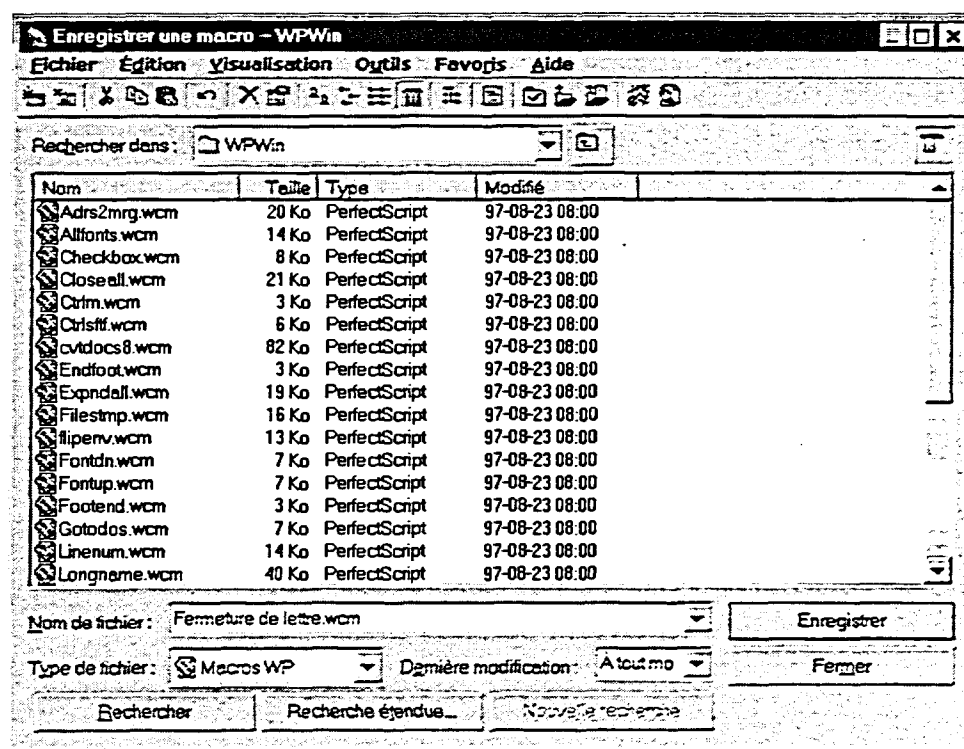 Enregistrer une macro – WPWin
Fichier Édition Visualisation Outils Favoris Aide
Rechercher dans : WPWin
Nom Taille Type Modifié
Adrs2mrg.wcm 20 Ko PerfectScript 97-08-23 08:00
Allfonts.wcm 14 Ko PerfectScript 97-08-23 08:00
Checkbox.wcm 8 Ko PerfectScript 97-08-23 08:00
Closeall.wcm 21 Ko PerfectScript 97-08-23 08:00
Ctrlm.wcm 3 Ko PerfectScript 97-08-23 08:00
Ctrlsftf.wcm 6 Ko PerfectScript 97-08-23 08:00
cvtdocs8.wcm 82 Ko PerfectScript 97-08-23 08:00
Endfoot.wcm 3 Ko PerfectScript 97-08-23 08:00
Expndall.wcm 19 Ko PerfectScript 97-08-23 08:00
Filestmp.wcm 16 Ko PerfectScript 97-08-23 08:00
flipenv.wcm 13 Ko PerfectScript 97-08-23 08:00
Fontdn.wcm 7 Ko PerfectScript 97-08-23 08:00
Fontup.wcm 7 Ko PerfectScript 97-08-23 08:00
Footend.wcm 3 Ko PerfectScript 97-08-23 08:00
Gotodos.wcm 7 Ko PerfectScript 97-08-23 08:00
Linenum.wcm 14 Ko PerfectScript 97-08-23 08:00
Longname.wcm 40 Ko PerfectScript 97-08-23 08:00
Nom de fichier : Fermeture de lettre.wcm Enregistrer
Type de fichier : Macros WP Dernière modification : À tout mo Fermer
Rechercher Recherche étendue... Nouvelle recherche